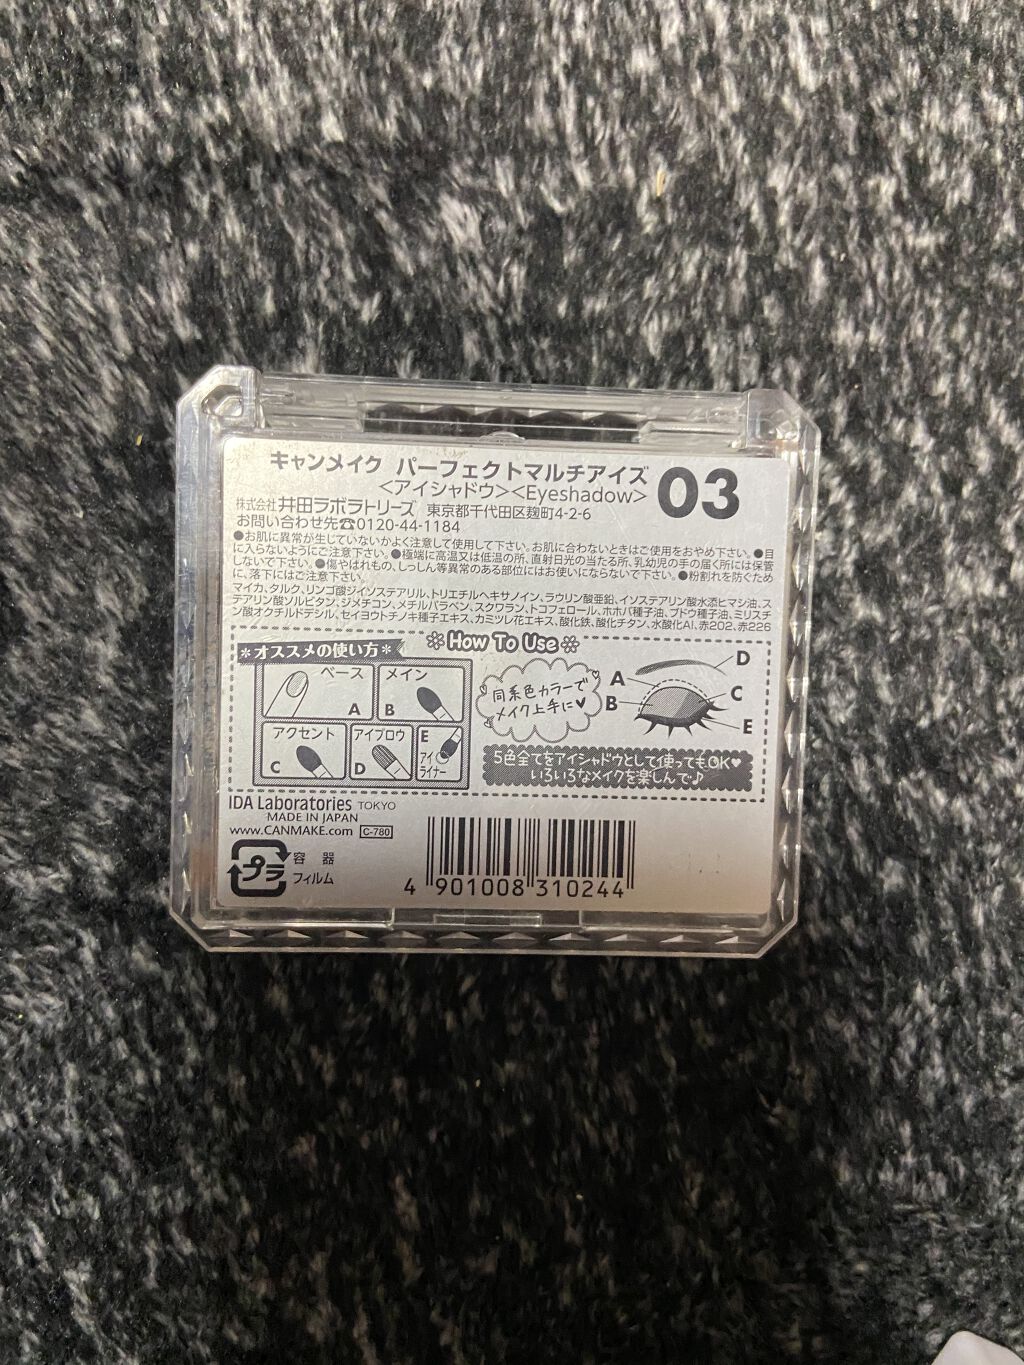 キャンメイク パーフェクトマルチアイズ
<アイシャドウ><Eyeshadow>
03
株式会社 井田ラボラトリーズ 東京都千代田区麹町4-2-6
お問い合わせ先☎0120-44-1184
●お肌に異常が生じていないかよく注意して使用して下さい。お肌に合わないときはご使用をおやめ下さい。●目
に入らないようにご注意下さい。●極端に高温又は低温の所、直射日光の当たる所、乳幼児の手の届く所には保管
しないで下さい。●傷やはれもの、しっしん等異常のある部位にはお使いにならないで下さい。●粉割れを防ぐため
に、落下にはご注意下さい。
マイカ、タルク、リンゴ酸ジイソステアリル、トリエチルヘキサノイン、ラウリン酸亜鉛、イソステアリン酸水添ヒマシ油、ス
テアリン酸ソルビタン、ジメチコン、メチルパラベン、スクワラン、トコフェロール、ホホバ種子油、ブドウ種子油、ミリスチ
ン酸オクチルドデシル、セイヨウトチノキ種子エキス、カミツレ花エキス、酸化鉄、酸化チタン、水酸化Al、赤202、赤226
How To Use
*オススメの使い方*
ベース
A
メイン
B
アクセント
C
アイブロウ
D
E
アイ
ライナー
同系色カラーで
メイク上手に♥
A
B
D
C
E
5色全てをアイシャドウとして使ってもOK♥
いろいろなメイクを楽しんで♪
IDA Laboratories TOKYO
MADE IN JAPAN
www.CANMAKE.com C-780
プラ
容器
フィルム
4 901008 310244